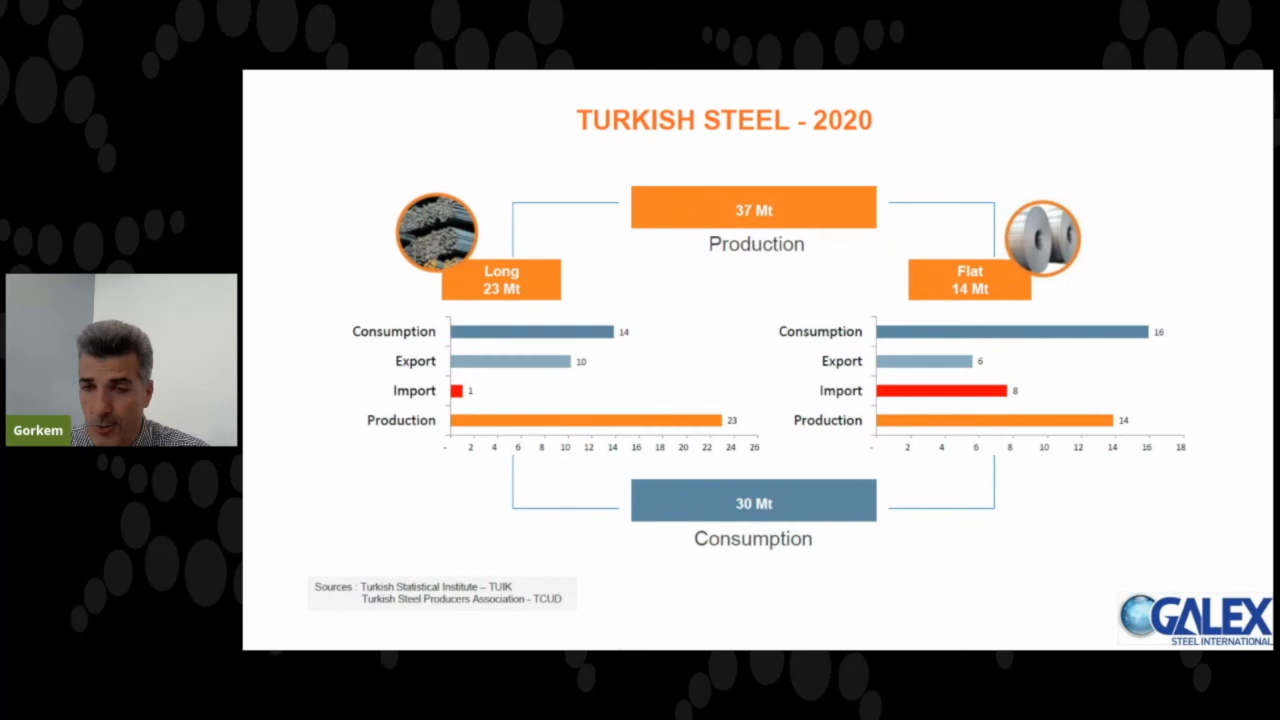 TURKISH STEEL - 2020
37 Mt
Production
Long
23 Mt
Flat
14 Mt
Consumption 14
Export 10
Import 1
Production 23
- 2 4 6 8 10 12 14 16 18 20 22 24 26
Consumption 16
Export 6
Import 8
Production 14
- 2 4 6 8 10 12 14 16 18
30 Mt
Consumption
Sources : Turkish Statistical Institute – TUIK
Turkish Steel Producers Association - TCUD
GALEX
STEEL INTERNATIONAL
Gorkem